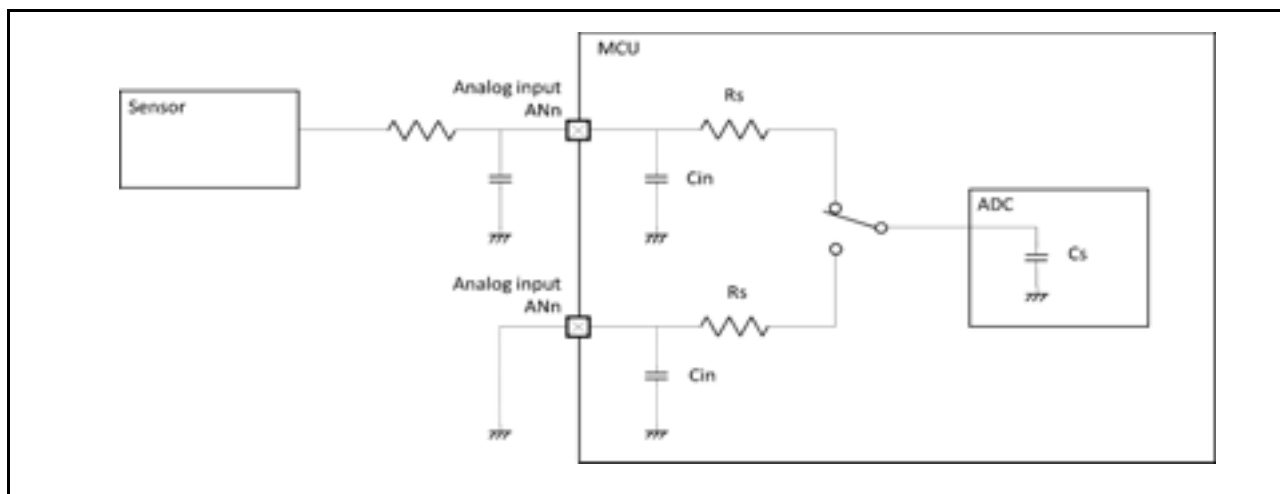 MCU
Analog input
ANn
Rs
Sensor
Cin
ADC
Cs
Analog input
ANn
Rs
Cin